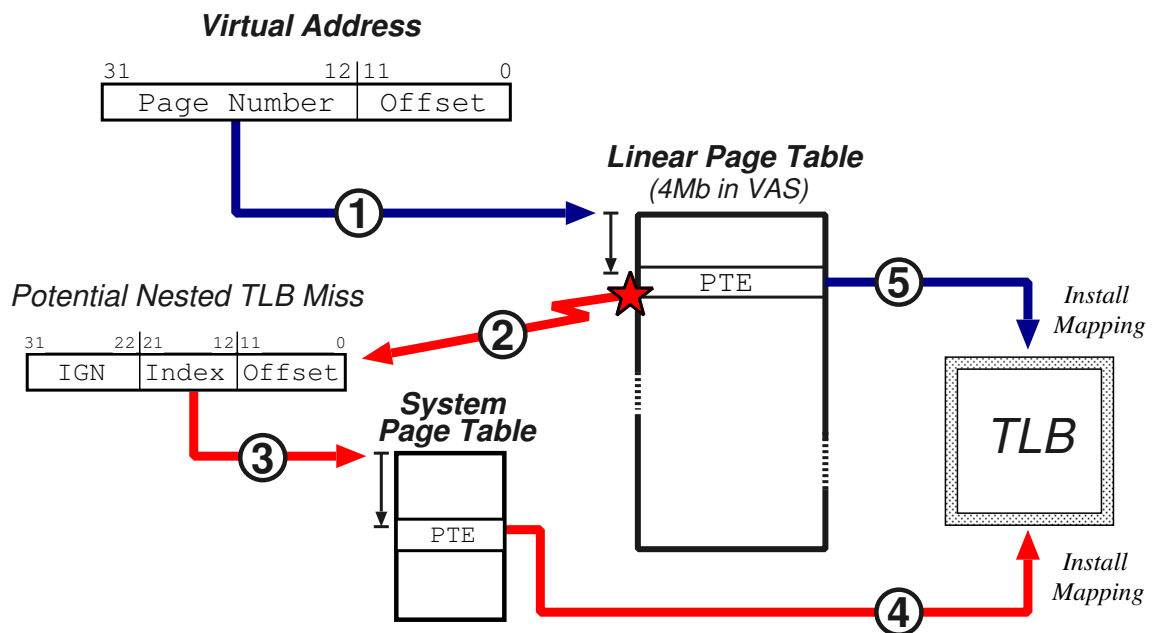 Virtual Address
31 12 11 0
Page Number Offset
1
Linear Page Table
(4Mb in VAS)
PTE
5
Install
Mapping
Potential Nested TLB Miss
2
31 22 21 12 11 0
IGN Index Offset
3
System
Page Table
PTE
TLB
4
Install
Mapping